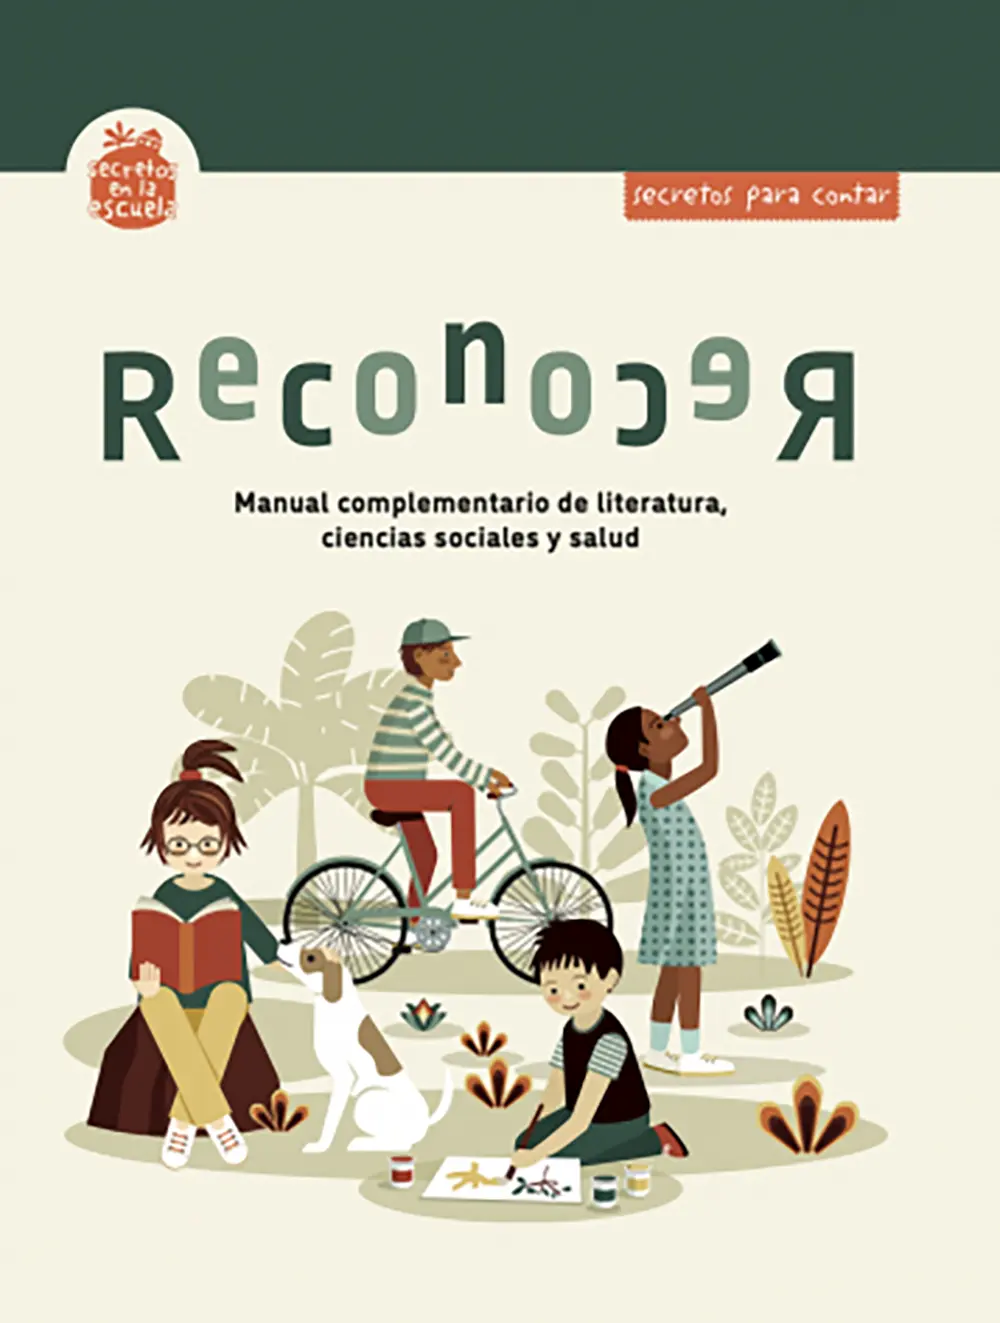 secretos
en la
escuela
secretos para contar
Reconocer
Manual complementario de literatura,
ciencias sociales y salud